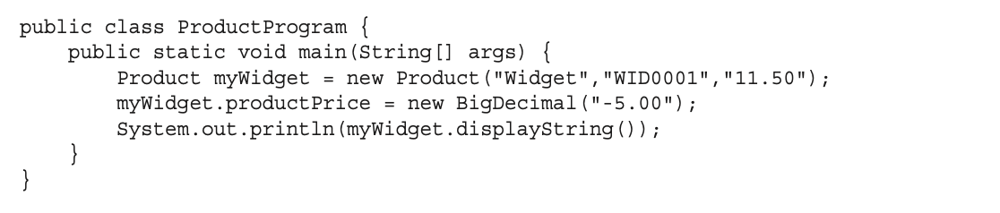 public class ProductProgram {
    public static void main(String[] args) {
        Product myWidget = new Product("Widget","WID0001","11.50");
        myWidget.productPrice = new BigDecimal("-5.00");
        System.out.println(myWidget.displayString());
    }
}